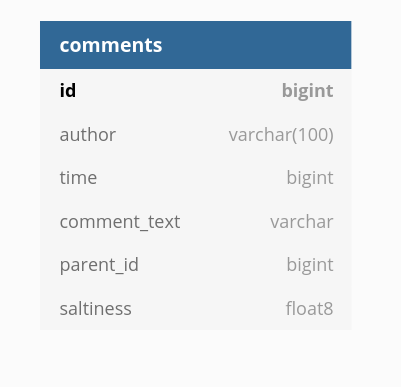 comments
id bigint
author varchar(100)
time bigint
comment_text varchar
parent_id bigint
saltiness float8